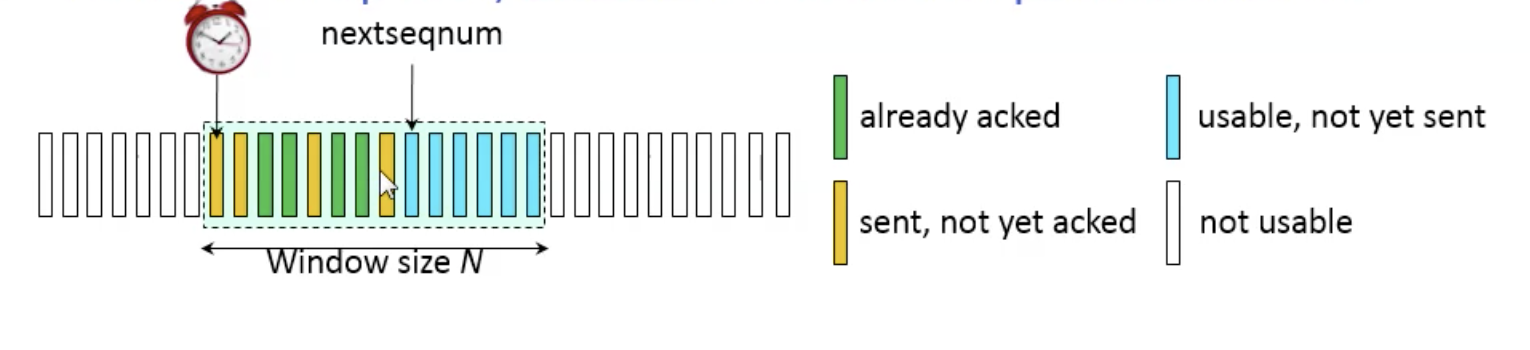 nextseqnum
already acked
usable, not yet sent
sent, not yet acked
not usable
Window size N